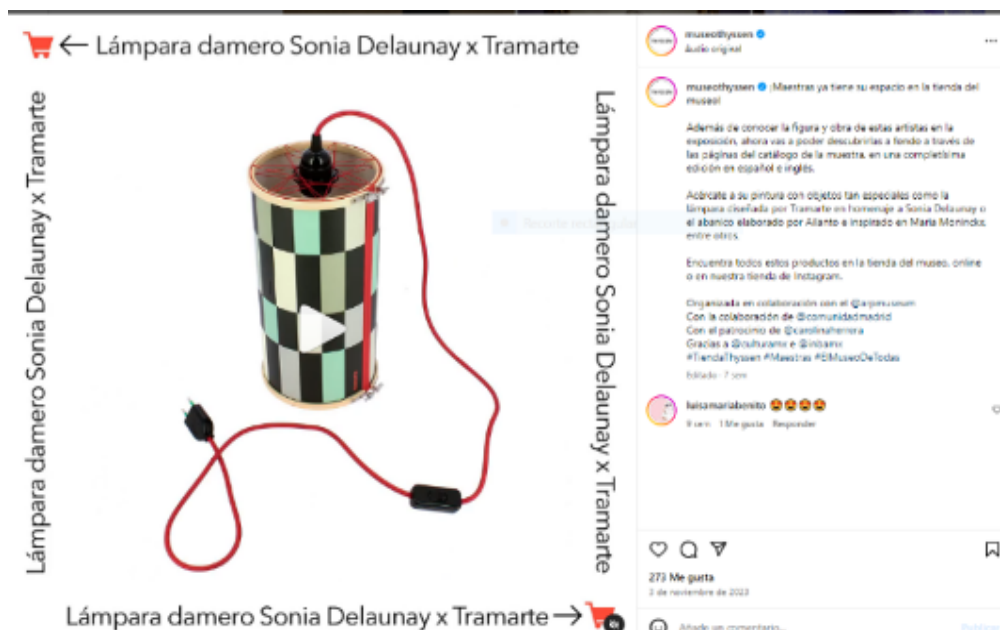 ← Lámpara damero Sonia Delaunay x Tramarte
Lámpara damero Sonia Delaunay x Tramarte
Lámpara damero Sonia Delaunay x Tramarte
Lámpara damero Sonia Delaunay x Tramarte →
museothyssen
Audio original
museothyssen ¡Maestras ya tiene su espacio en la tienda del
museo!
Además de conocer la figura y obra de estas artistas en la
exposición, ahora vas a poder descubrirlas a fondo a través de
las páginas del catálogo de la muestra, en una completísima
edición en español e inglés.
Acércate a su pintura con objetos tan especiales como la
lámpara diseñada por Tramarte en homenaje a Sonia Delaunay o
el abanico elaborado por Ailanto e inspirado en Maria Moninckx,
entre otros.
Encuentra todos estos productos en la tienda del museo, online
o en nuestra tienda de Instagram.
Organizada en colaboración con el @arpmuseum
Con la colaboración de @comunidadmadrid
Con el patrocinio de @carolinaherrera
Gracias a @culturamx e @inbamx
#TiendaThyssen #Maestras #ElMuseoDeTodas
Editado · 7 sem
luisamariabenito 😍😍😍😍
9 sem 1 Me gusta Responder
273 Me gusta
3 de noviembre de 2023
Añade un comentario...
Publicar